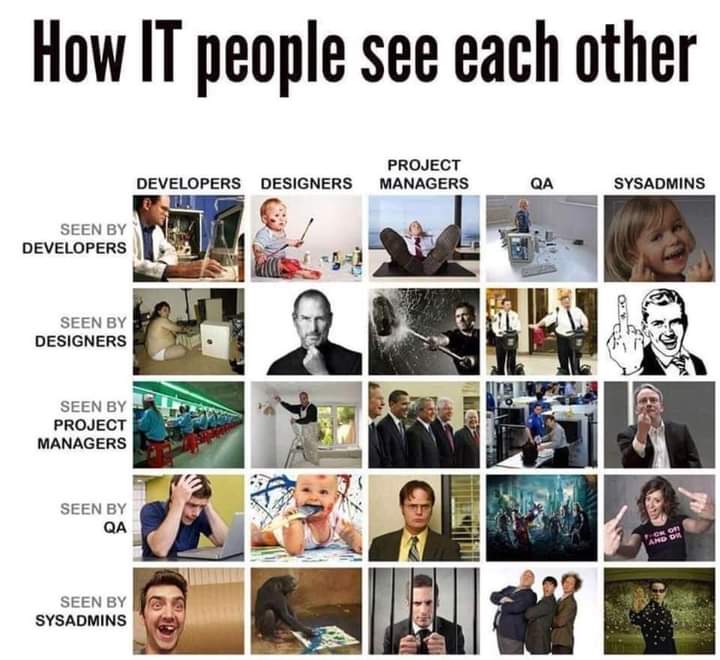 How IT people see each other
PROJECT
DEVELOPERS DESIGNERS MANAGERS QA SYSADMINS
SEEN BY
DEVELOPERS
SEEN BY
DESIGNERS
SEEN BY
PROJECT
MANAGERS
SEEN BY
QA
F*CK OFF
AND DIE
SEEN BY
SYSADMINS